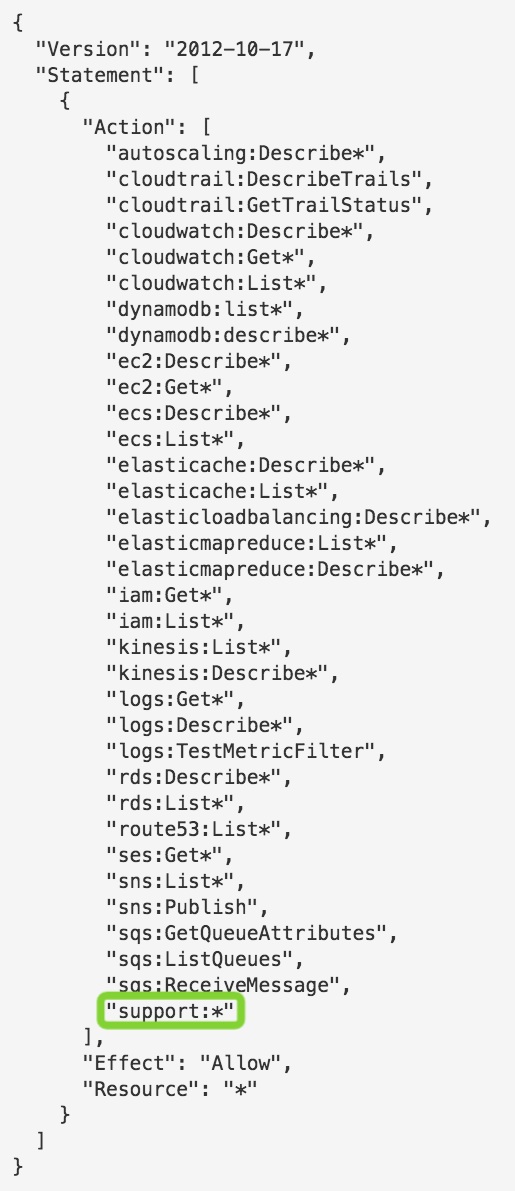 {
  "Version": "2012-10-17",
  "Statement": [
    {
      "Action": [
        "autoscaling:Describe*",
        "cloudtrail:DescribeTrails",
        "cloudtrail:GetTrailStatus",
        "cloudwatch:Describe*",
        "cloudwatch:Get*",
        "cloudwatch:List*",
        "dynamodb:list*",
        "dynamodb:describe*",
        "ec2:Describe*",
        "ec2:Get*",
        "ecs:Describe*",
        "ecs:List*",
        "elasticache:Describe*",
        "elasticache:List*",
        "elasticloadbalancing:Describe*",
        "elasticmapreduce:List*",
        "elasticmapreduce:Describe*",
        "iam:Get*",
        "iam:List*",
        "kinesis:List*",
        "kinesis:Describe*",
        "logs:Get*",
        "logs:Describe*",
        "logs:TestMetricFilter",
        "rds:Describe*",
        "rds:List*",
        "route53:List*",
        "ses:Get*",
        "sns:List*",
        "sns:Publish",
        "sqs:GetQueueAttributes",
        "sqs:ListQueues",
        "sqs:ReceiveMessage",
        "support:*"
      ],
      "Effect": "Allow",
      "Resource": "*"
    }
  ]
}